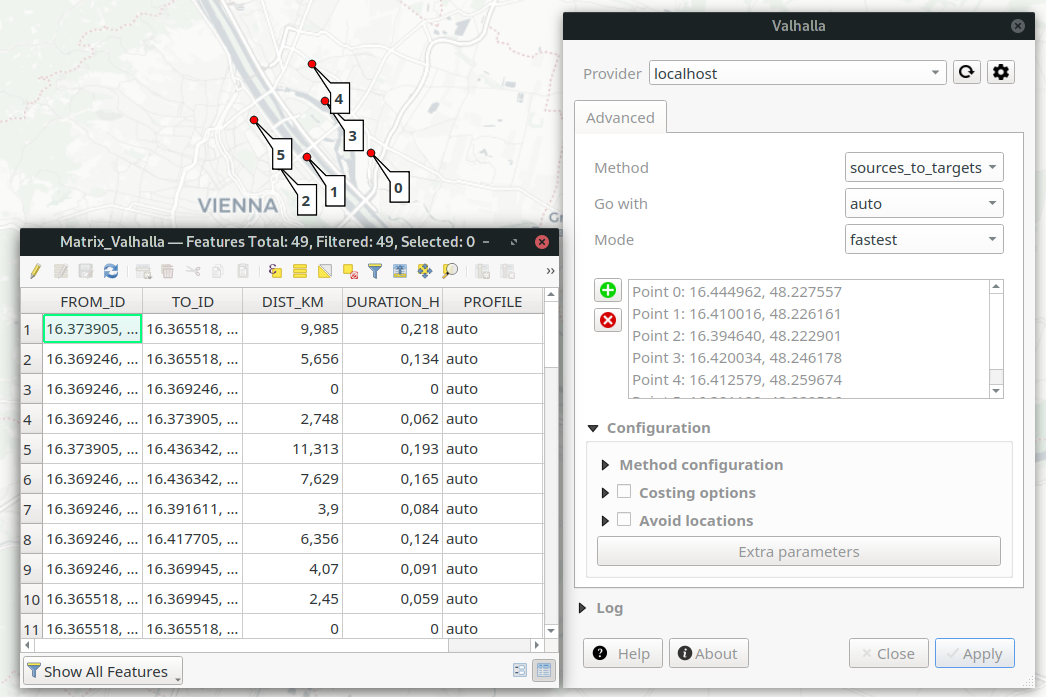 4
3
5
1
0
2
VIENNA
Matrix_Valhalla — Features Total: 49, Filtered: 49, Selected: 0
FROM_ID TO_ID DIST_KM DURATION_H PROFILE
1 16.373905, ... 16.365518, ... 9,985 0,218 auto
2 16.369246, ... 16.365518, ... 5,656 0,134 auto
3 16.369246, ... 16.369246, ... 0 0 auto
4 16.369246, ... 16.373905, ... 2,748 0,062 auto
5 16.373905, ... 16.436342, ... 11,313 0,193 auto
6 16.369246, ... 16.436342, ... 7,629 0,165 auto
7 16.369246, ... 16.391611, ... 3,9 0,084 auto
8 16.369246, ... 16.417705, ... 6,356 0,124 auto
9 16.369246, ... 16.369945, ... 4,07 0,091 auto
10 16.365518, ... 16.369945, ... 2,45 0,059 auto
11 16.365518, ... 16.365518, ... 0 0 auto
Show All Features
Valhalla
Provider localhost
Advanced
Method sources_to_targets
Go with auto
Mode fastest
Point 0: 16.444962, 48.227557
Point 1: 16.410016, 48.226161
Point 2: 16.394640, 48.222901
Point 3: 16.420034, 48.246178
Point 4: 16.412579, 48.259674
Configuration
Method configuration
Costing options
Avoid locations
Extra parameters
Log
Help About Close Apply